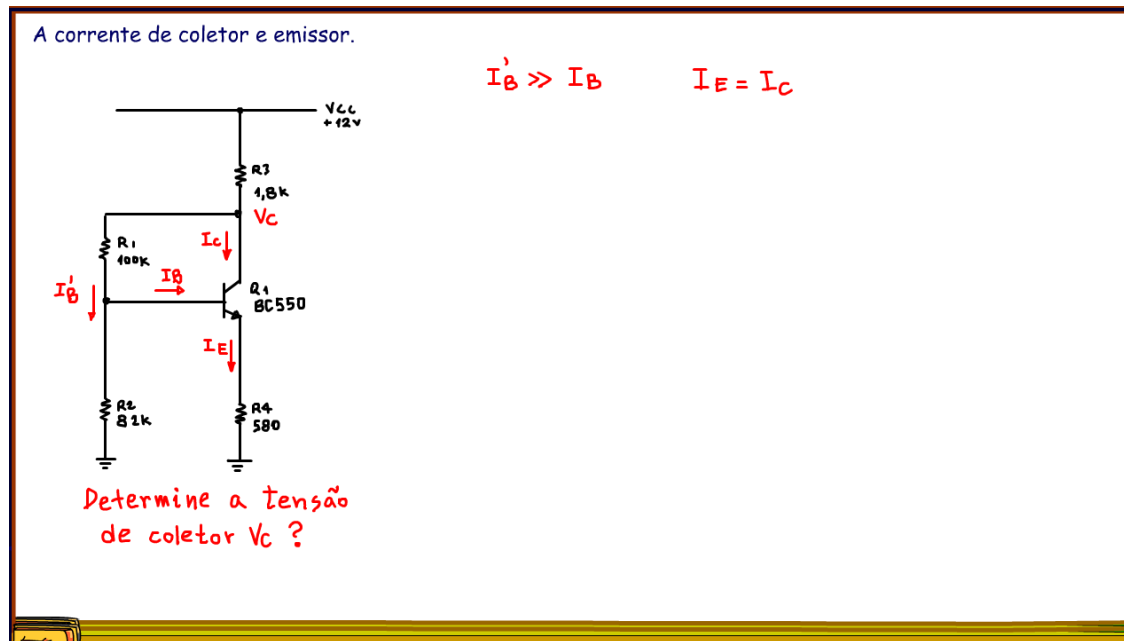 A corrente de coletor e emissor.
I'B >> IB
IE = IC
VCC
+12V
R3
1,8k
VC
R1
100k
IC
IB
I'B
Q1
BC550
IE
R2
82k
R4
580
Determine a tensão
de coletor VC ?